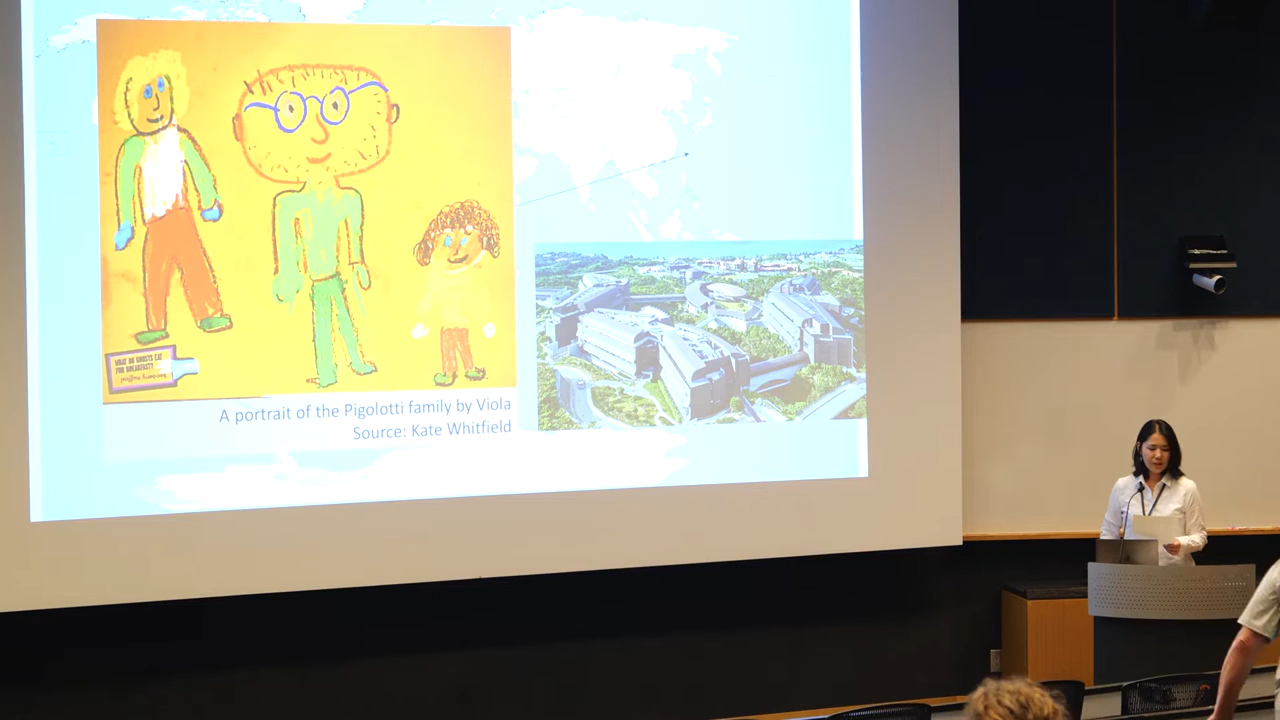 WHAT DO GHOSTS EAT
FOR BREAKFAST?
A portrait of the Pigolotti family by Viola
Source: Kate Whitfield